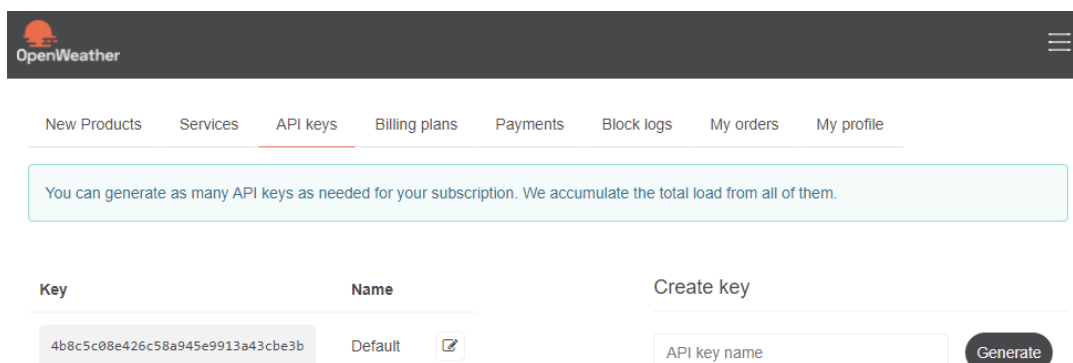 OpenWeather
New Products Services API keys Billing plans Payments Block logs My orders My profile
You can generate as many API keys as needed for your subscription. We accumulate the total load from all of them.
Key Name Create key
4b8c5c08e426c58a945e9913a43cbe3b Default API key name Generate